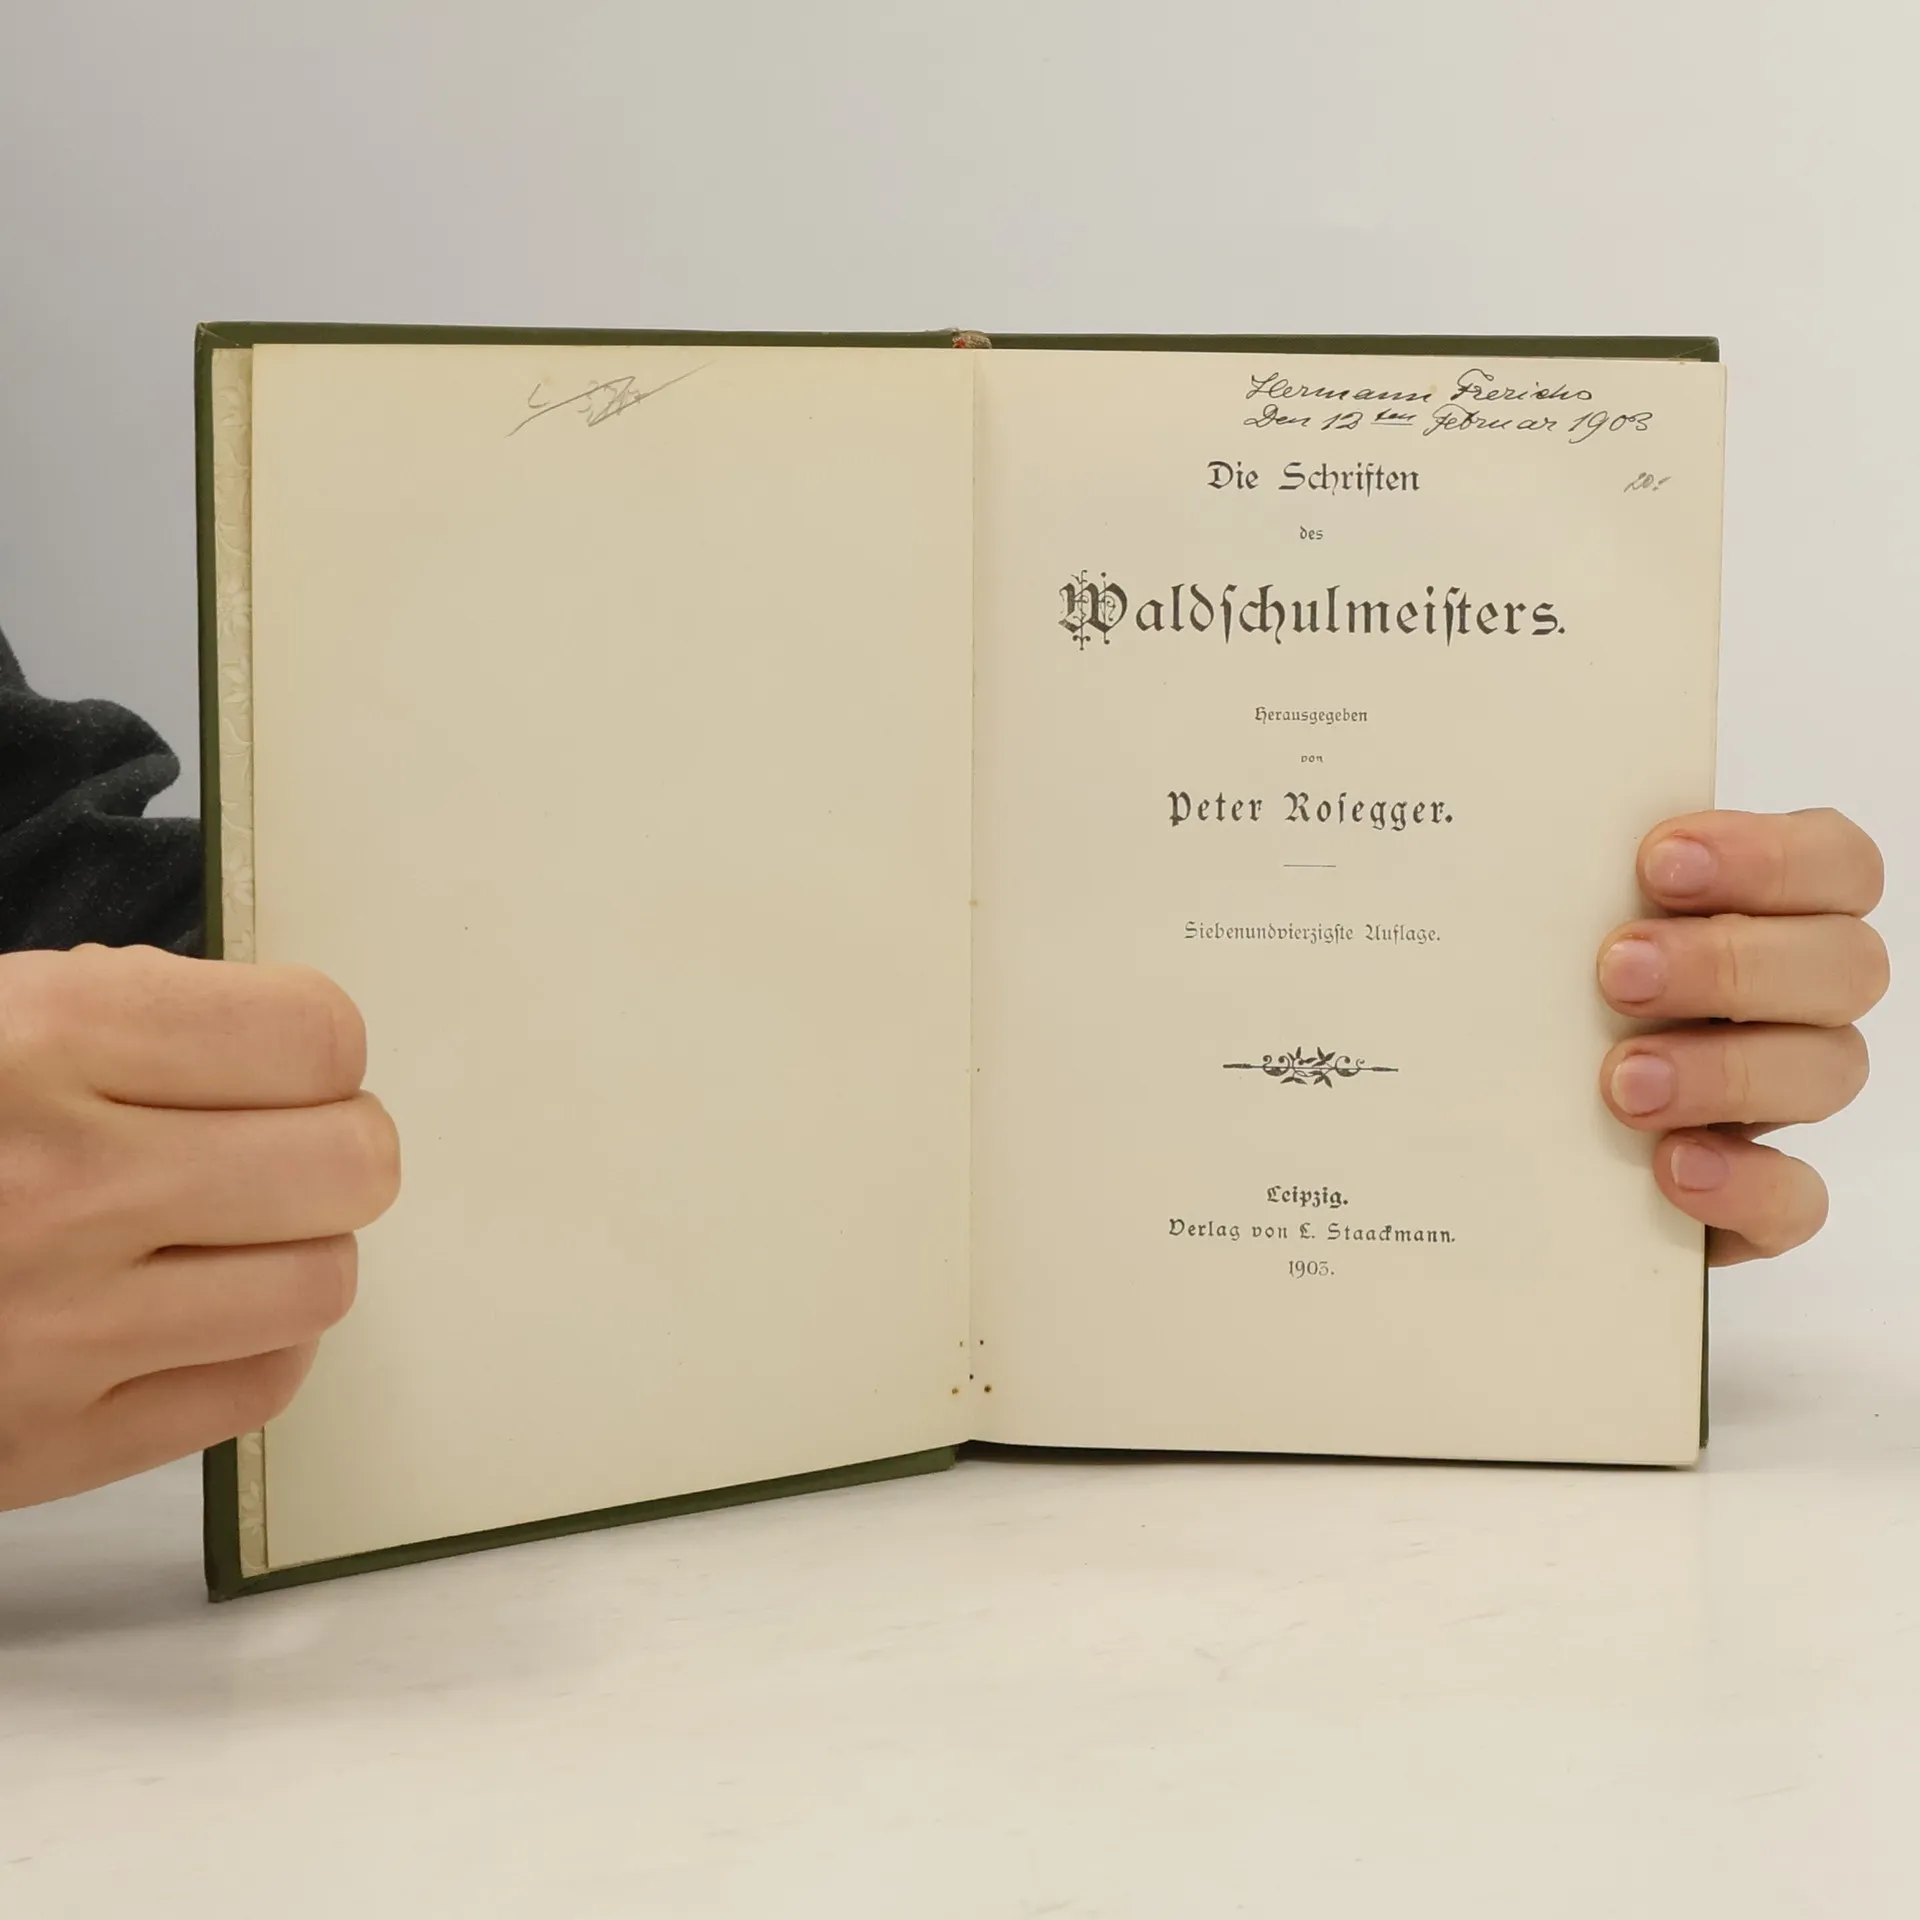 Hermann Frerichs
Den 12ten Februar 1903
Die Schriften
20.-
des
Waldſchulmeiſters.
Herausgegeben
von
Peter Roſegger.
Siebenundvierzigſte Auflage.
Leipzig.
Verlag von L. Staackmann.
1903.